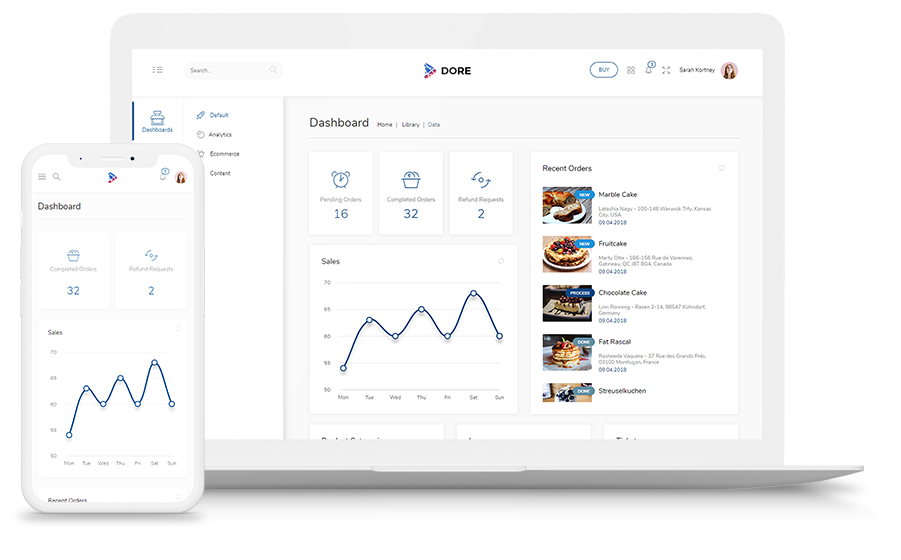 Search...
DORE
BUY
3
Sarah Kortney
Dashboards
Default
Analytics
Ecommerce
Content
Dashboard
Home | Library | Data
Pending Orders
16
Completed Orders
32
Refund Requests
2
Sales
70
65
60
55
50
Mon Tue Wed Thu Fri Sat Sun
Recent Orders
NEW
Marble Cake
Latashia Nagy - 100-148 Warwick Trfy, Kansas
City, USA
09.04.2018
NEW
Fruitcake
Marty Otte - 166-156 Rue de Varennes,
Gatineau, QC J8T 8G4, Canada
09.04.2018
PROCESS
Chocolate Cake
Linn Ronning - Rasen 2-14, 98547 Kühndorf,
Germany
09.04.2018
DONE
Fat Rascal
Rasheeda Vaquera - 37 Rue des Grands Prés,
03100 Montluçon, France
09.04.2018
DONE
Streuselkuchen
3
Dashboard
Completed Orders
32
Refund Requests
2
Sales
70
65
60
55
50
Mon Tue Wed Thu Fri Sat Sun
Recent Orders